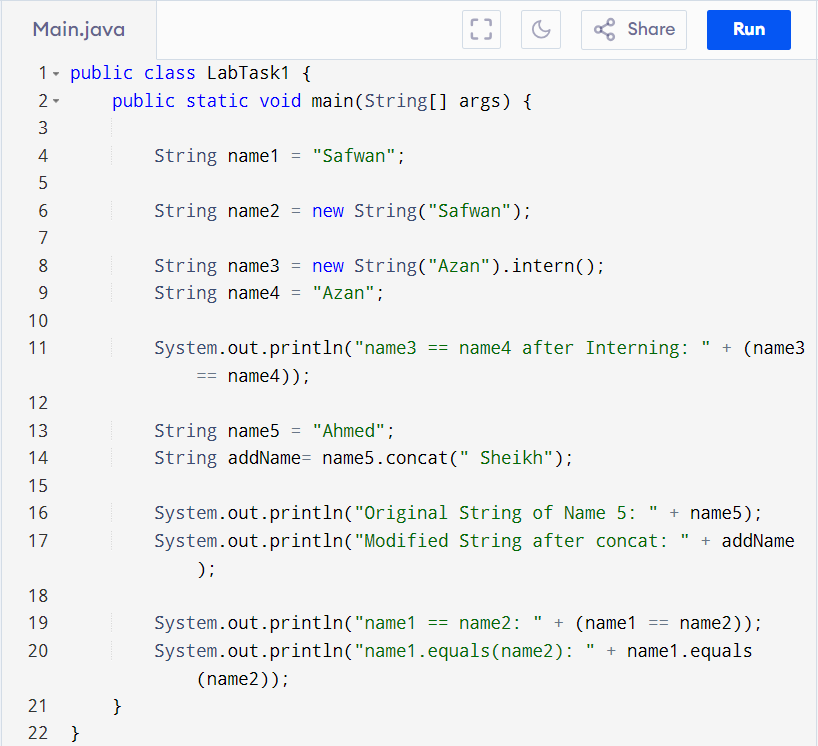 Main.java
Share
Run
1 public class LabTask1 {
2     public static void main(String[] args) {
3
4         String name1 = "Safwan";
5
6         String name2 = new String("Safwan");
7
8         String name3 = new String("Azan").intern();
9         String name4 = "Azan";
10
11         System.out.println("name3 == name4 after Interning: " + (name3
            == name4));
12
13         String name5 = "Ahmed";
14         String addName= name5.concat(" Sheikh");
15
16         System.out.println("Original String of Name 5: " + name5);
17         System.out.println("Modified String after concat: " + addName
            );
18
19         System.out.println("name1 == name2: " + (name1 == name2));
20         System.out.println("name1.equals(name2): " + name1.equals
            (name2));
21     }
22 }